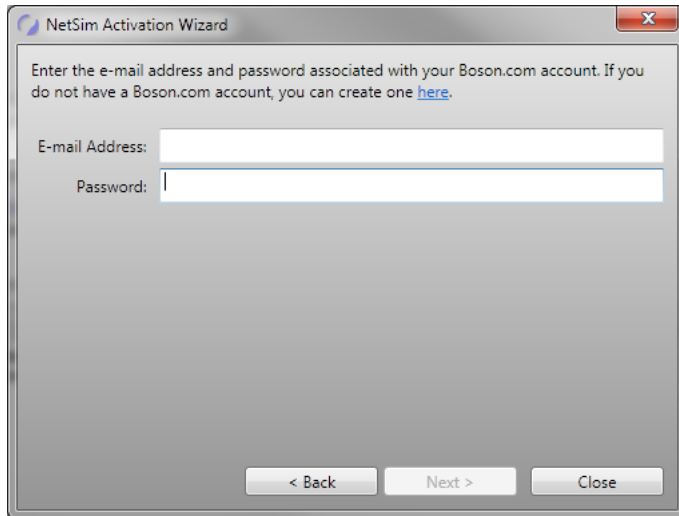 NetSim Activation Wizard
Enter the e-mail address and password associated with your Boson.com account. If you
do not have a Boson.com account, you can create one here.
E-mail Address:
Password:
< Back Next > Close